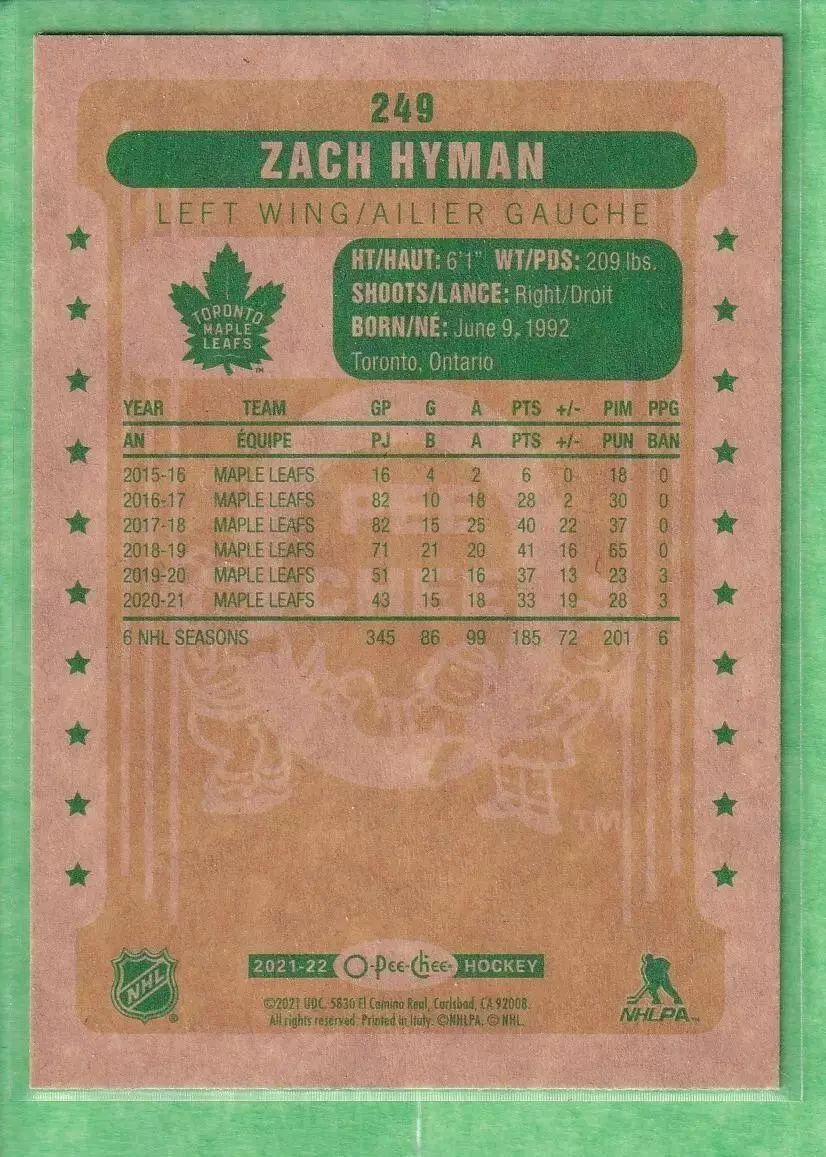 249
ZACH HYMAN
LEFT WING/AILIER GAUCHE
TORONTO
MAPLE
LEAFS
TM
HT/HAUT: 6'1" WT/PDS: 209 lbs.
SHOOTS/LANCE: Right/Droit
BORN/NÉ: June 9, 1992
Toronto, Ontario
YEAR TEAM GP G A PTS +/- PIM PPG
AN ÉQUIPE PJ B A PTS +/- PUN BAN
2015-16 MAPLE LEAFS 16 4 2 6 0 18 0
2016-17 MAPLE LEAFS 82 10 18 28 2 30 0
2017-18 MAPLE LEAFS 82 15 25 40 22 37 0
2018-19 MAPLE LEAFS 71 21 20 41 16 65 0
2019-20 MAPLE LEAFS 51 21 16 37 13 23 3
2020-21 MAPLE LEAFS 43 15 18 33 19 28 3
6 NHL SEASONS 345 86 99 185 72 201 6
PEE
CHEE
TM
NHL ®
2021-22 O-Pee-Chee HOCKEY
©2021 UDC. 5830 El Camino Real, Carlsbad, CA 92008.
All rights reserved. Printed in Italy. ©NHLPA. © NHL.
NHLPA™